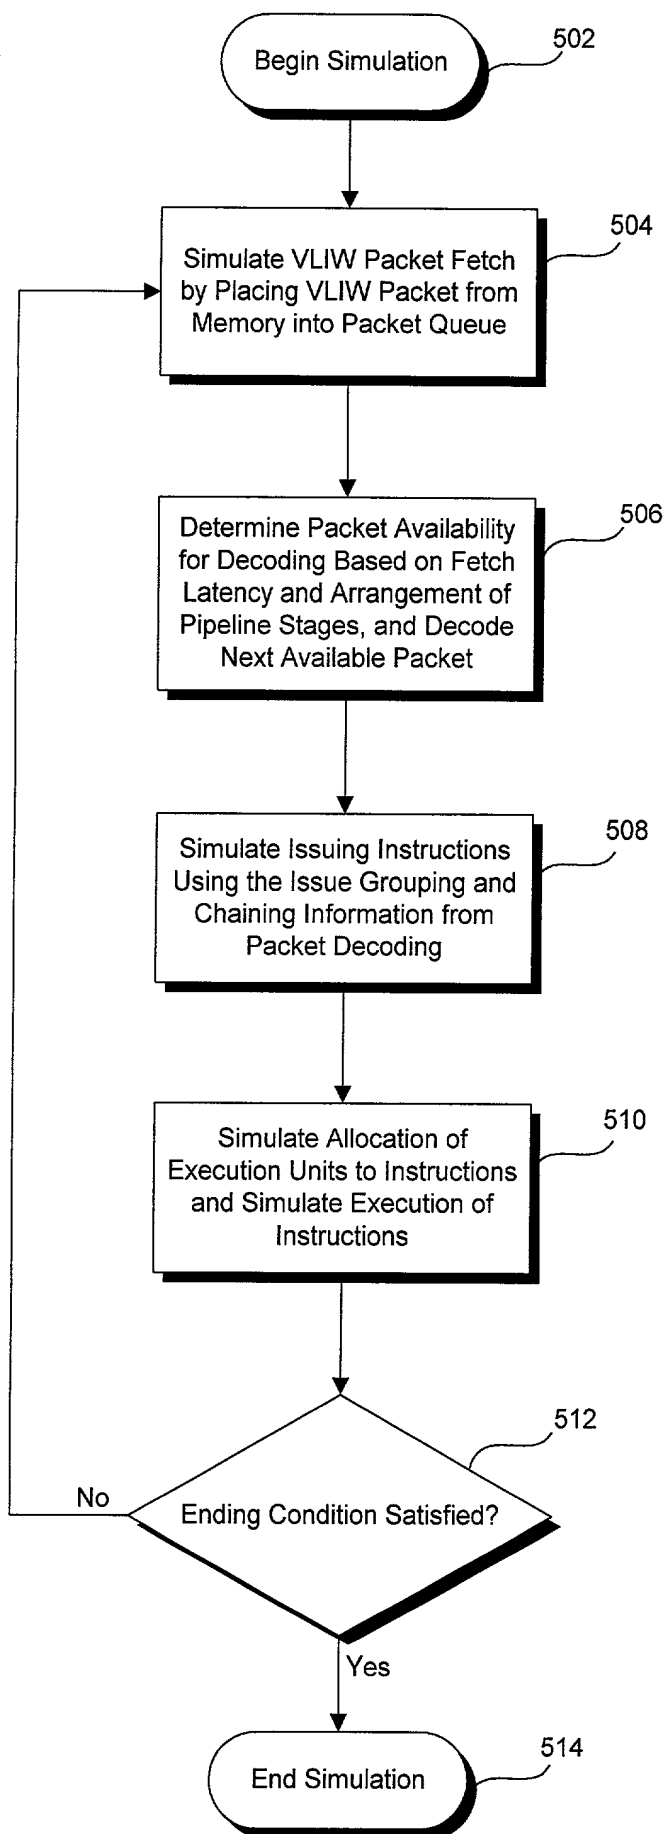 Begin Simulation
502
Simulate VLIW Packet Fetch
by Placing VLIW Packet from
Memory into Packet Queue
504
Determine Packet Availability
for Decoding Based on Fetch
Latency and Arrangement of
Pipeline Stages, and Decode
Next Available Packet
506
Simulate Issuing Instructions
Using the Issue Grouping and
Chaining Information from
Packet Decoding
508
Simulate Allocation of
Execution Units to Instructions
and Simulate Execution of
Instructions
510
Ending Condition Satisfied?
512
No
Yes
End Simulation
514